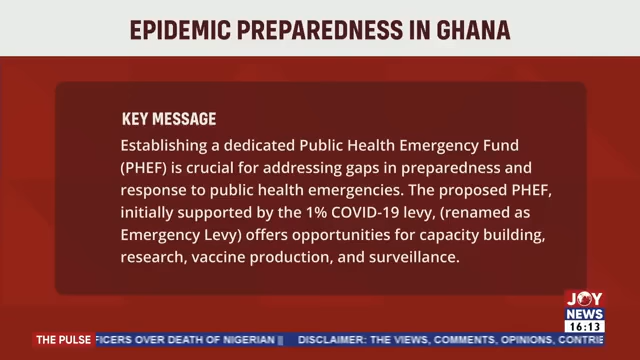 EPIDEMIC PREPAREDNESS IN GHANA
KEY MESSAGE
Establishing a dedicated Public Health Emergency Fund
(PHEF) is crucial for addressing gaps in preparedness and
response to public health emergencies. The proposed PHEF,
initially supported by the 1% COVID-19 levy, (renamed as
Emergency Levy) offers opportunities for capacity building,
research, vaccine production, and surveillance.
JOY
NEWS
16:13
THE PULSE
FICERS OVER DEATH OF NIGERIAN || DISCLAIMER: THE VIEWS, COMMENTS, OPINIONS, CONTRIE